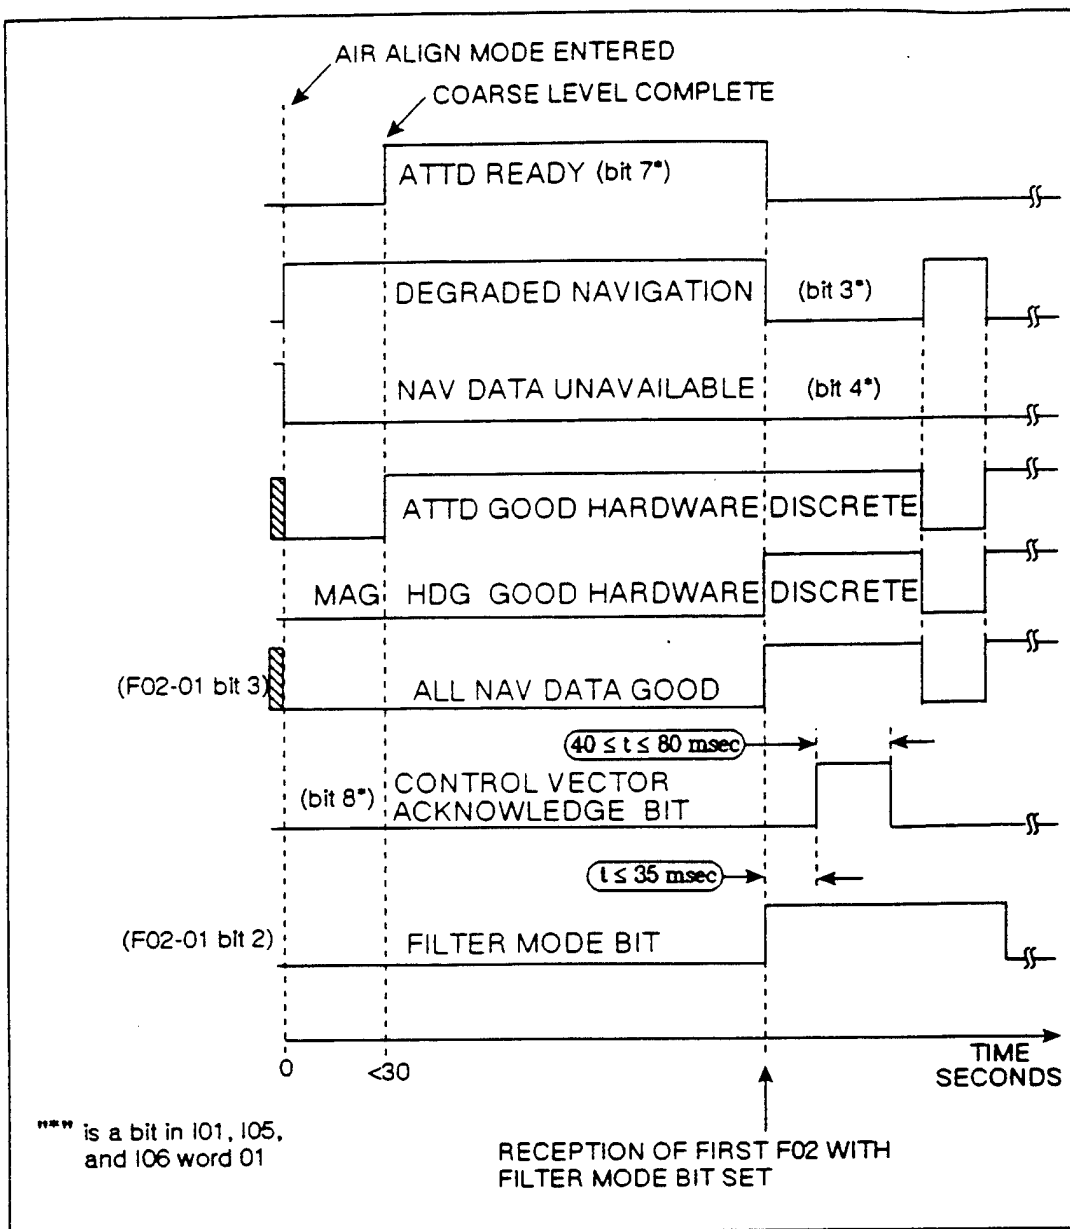 AIR ALIGN MODE ENTERED
COARSE LEVEL COMPLETE
ATTD READY (bit 7*)
DEGRADED NAVIGATION (bit 3*)
NAV DATA UNAVAILABLE (bit 4*)
ATTD GOOD HARDWARE DISCRETE
MAG HDG GOOD HARDWARE DISCRETE
(F02-01 bit 3) ALL NAV DATA GOOD
40 ≤ t ≤ 80 msec
(bit 8*) CONTROL VECTOR
ACKNOWLEDGE BIT
t ≤ 35 msec
(F02-01 bit 2) FILTER MODE BIT
0 <30 TIME
SECONDS
"*" is a bit in I01, I05,
and I06 word 01
RECEPTION OF FIRST F02 WITH
FILTER MODE BIT SET